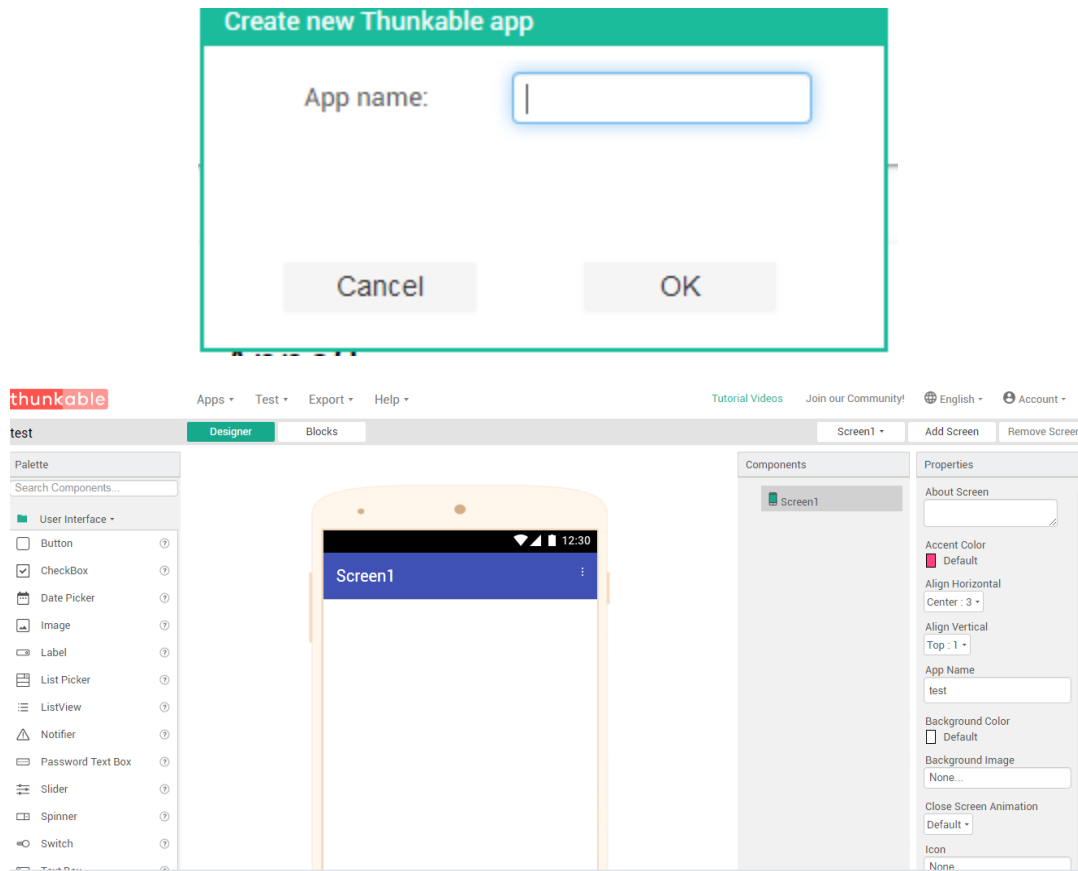 Create new Thunkable app
App name:
Cancel OK
thunkable Apps Test Export Help Tutorial Videos Join our Community! English Account
test Designer Blocks Screen1 Add Screen Remove Screen
Palette Components Properties
Search Components...
User Interface
Button
CheckBox
Date Picker
Image
Label
List Picker
ListView
Notifier
Password Text Box
Slider
Spinner
Switch
Text Box
12:30
Screen1
Screen1
About Screen
Accent Color
Default
Align Horizontal
Center : 3
Align Vertical
Top : 1
App Name
test
Background Color
Default
Background Image
None...
Close Screen Animation
Default
Icon
None